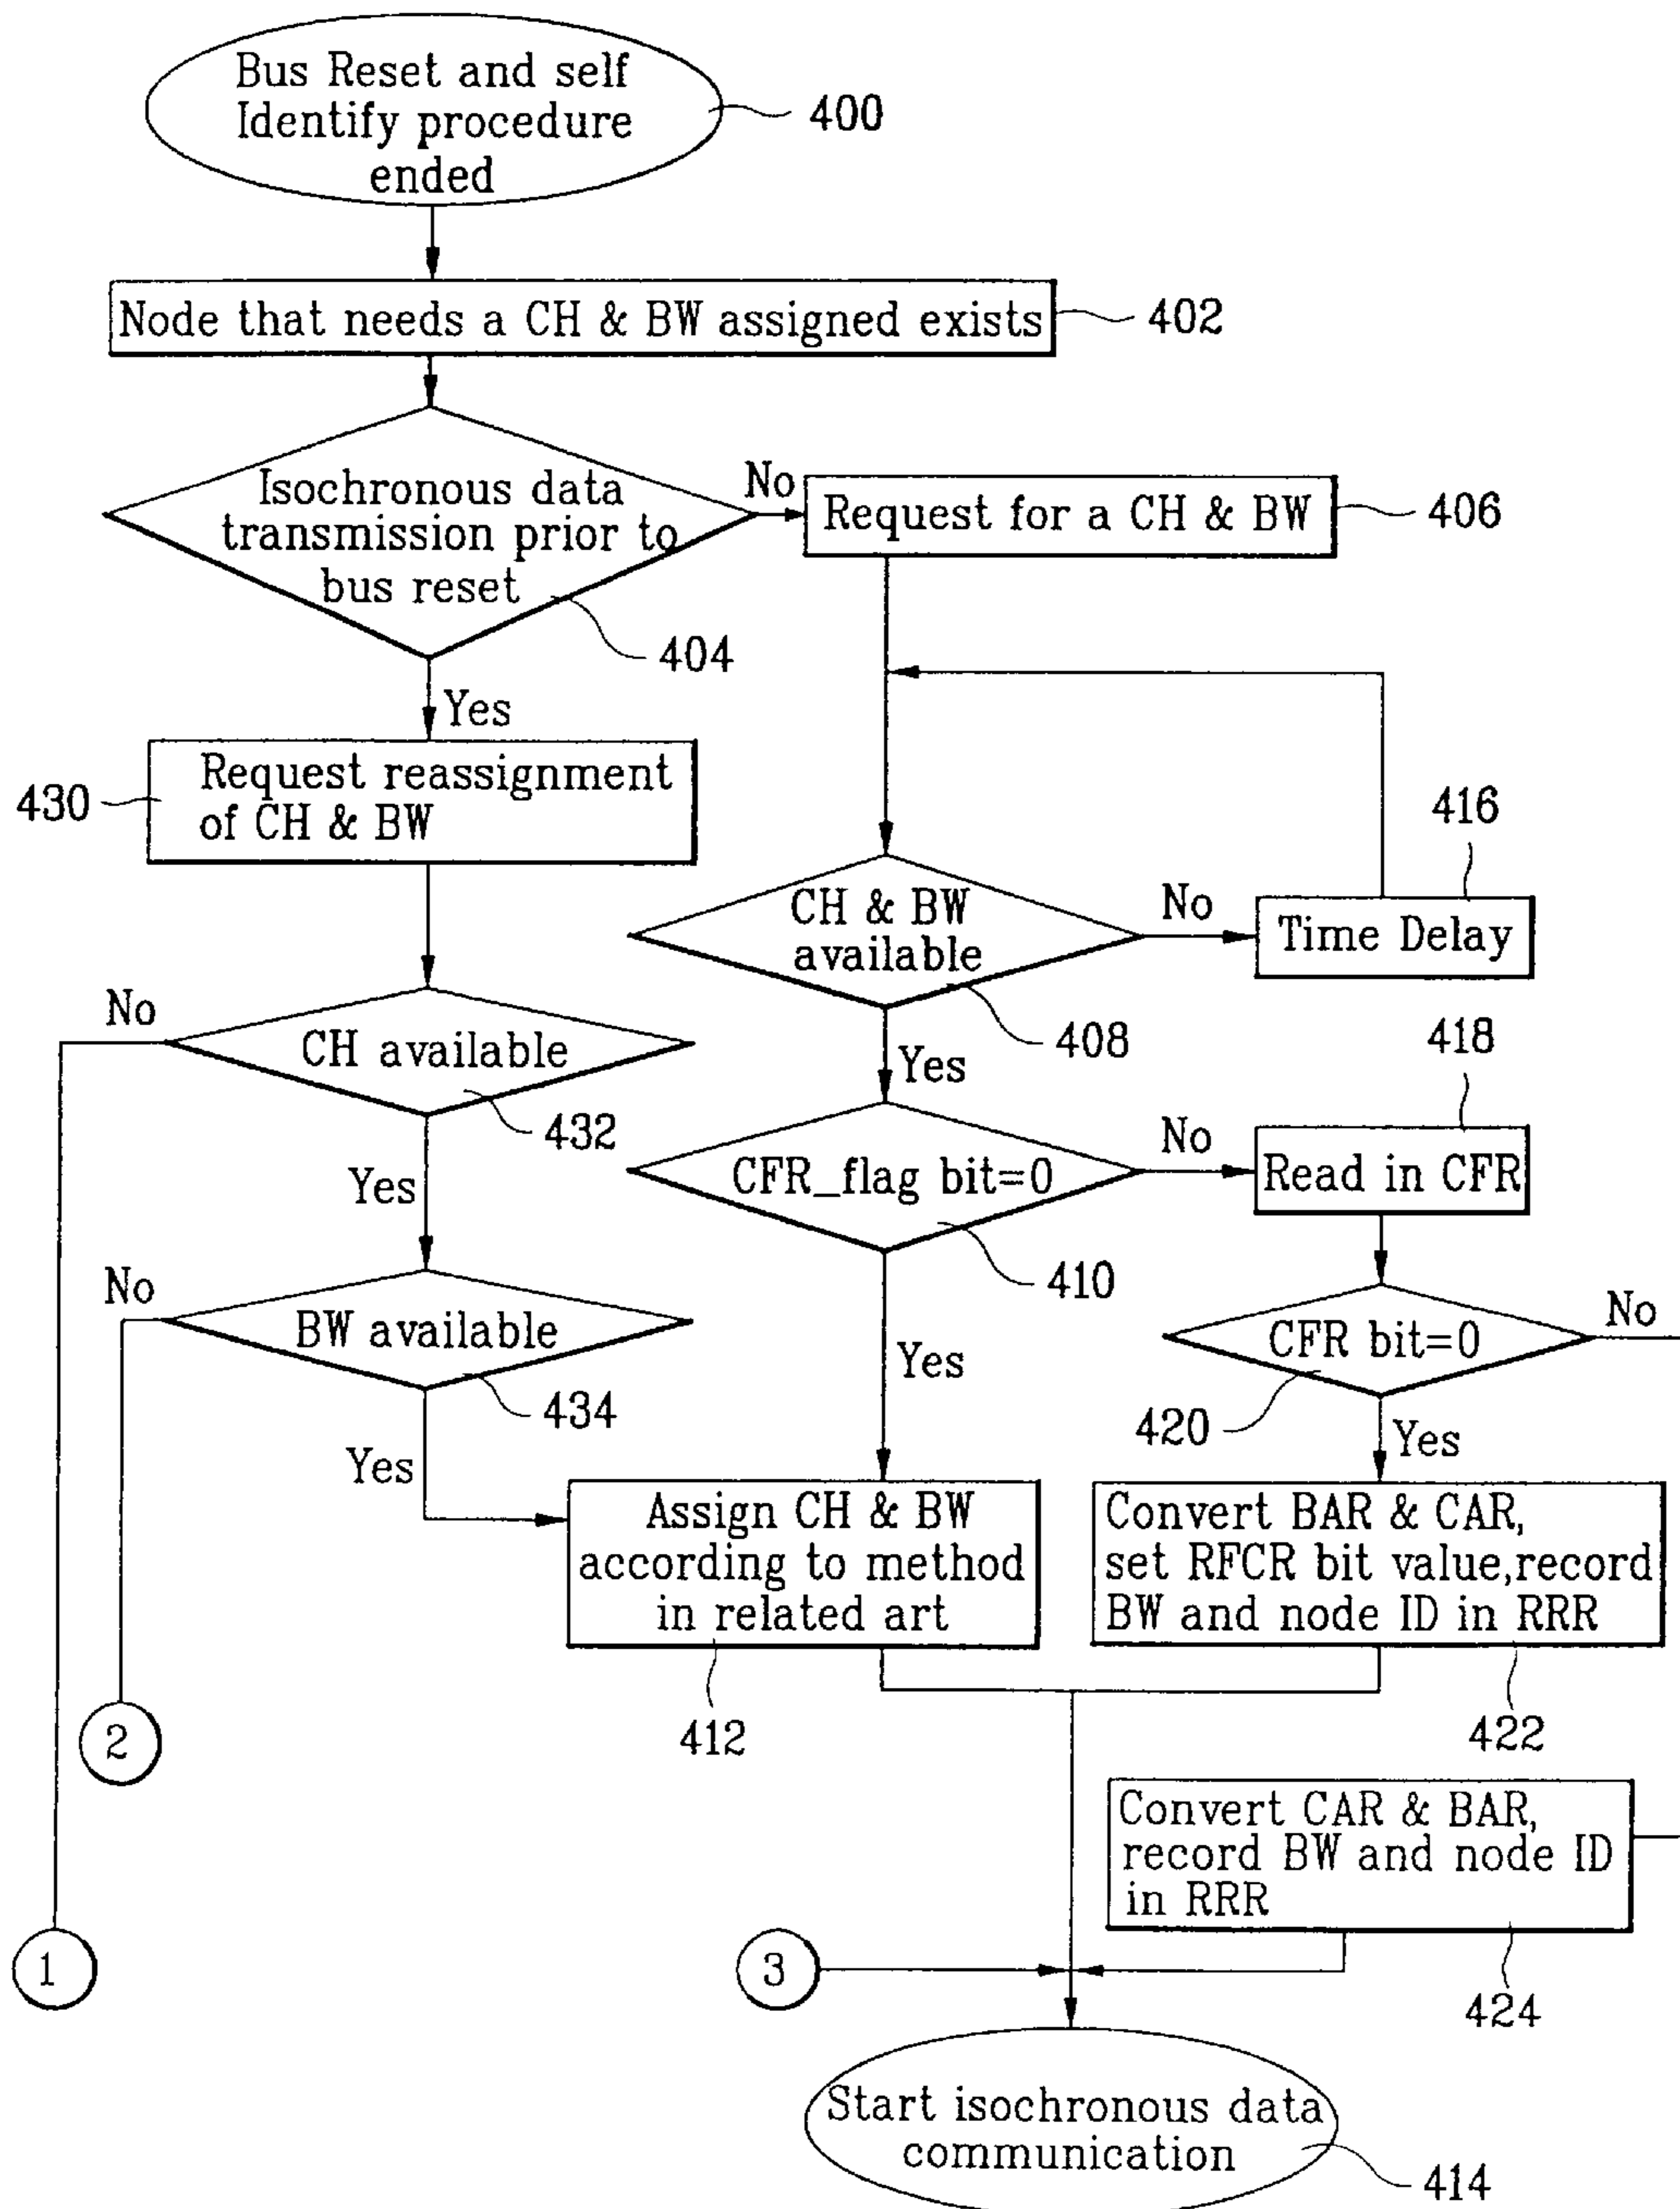 Bus Reset and self
Identify procedure
ended
400
Node that needs a CH & BW assigned exists
402
Isochronous data
transmission prior to
bus reset
404
No
Request for a CH & BW
406
Yes
Request reassignment
of CH & BW
430
416
CH & BW
available
No
Time Delay
408
No
CH available
432
Yes
418
Yes
CFR_flag bit=0
No
Read in CFR
410
No
BW available
434
Yes
CFR bit=0
No
420
Yes
Yes
Assign CH & BW
according to method
in related art
412
Convert BAR & CAR,
set RFCR bit value,record
BW and node ID in RRR
422
2
Convert CAR & BAR,
record BW and node ID
in RRR
424
1
3
Start isochronous data
communication
414